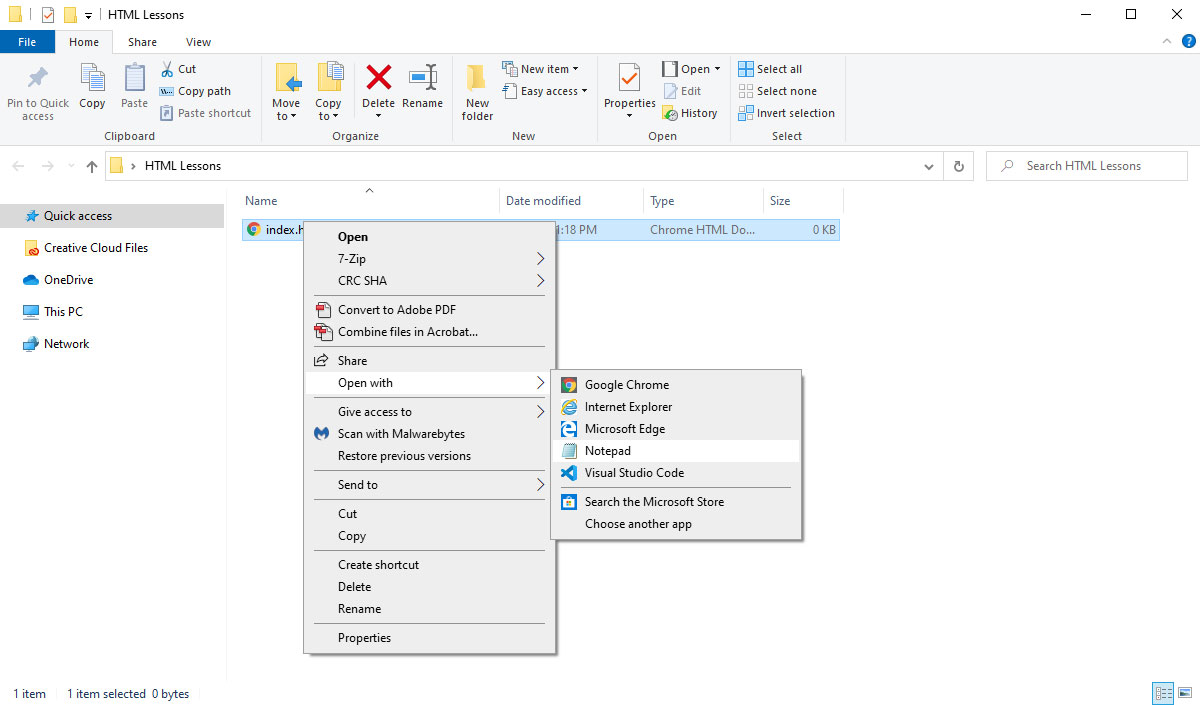 HTML Lessons
File Home Share View
Pin to Quick access
Copy
Paste
Cut
Copy path
Paste shortcut
Clipboard
Move to
Copy to
Delete
Rename
Organize
New folder
New item
Easy access
New
Properties
Open
Edit
History
Open
Select all
Select none
Invert selection
Select
HTML Lessons
Search HTML Lessons
Name Date modified Type Size
Quick access
Creative Cloud Files
OneDrive
This PC
Network
index.h :18 PM Chrome HTML Do... 0 KB
Open
7-Zip
CRC SHA
Convert to Adobe PDF
Combine files in Acrobat...
Share
Open with
Give access to
Scan with Malwarebytes
Restore previous versions
Send to
Cut
Copy
Create shortcut
Delete
Rename
Properties
Google Chrome
Internet Explorer
Microsoft Edge
Notepad
Visual Studio Code
Search the Microsoft Store
Choose another app
1 item 1 item selected 0 bytes